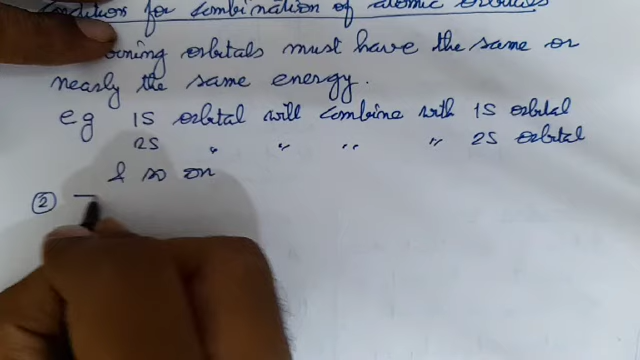 Condition for Combination of atomic orbitals
orbitals must have the same or
nearly the same energy.
eg 1S orbital will combine with 1S orbital
2S " " " " 2S orbital
& so on
②